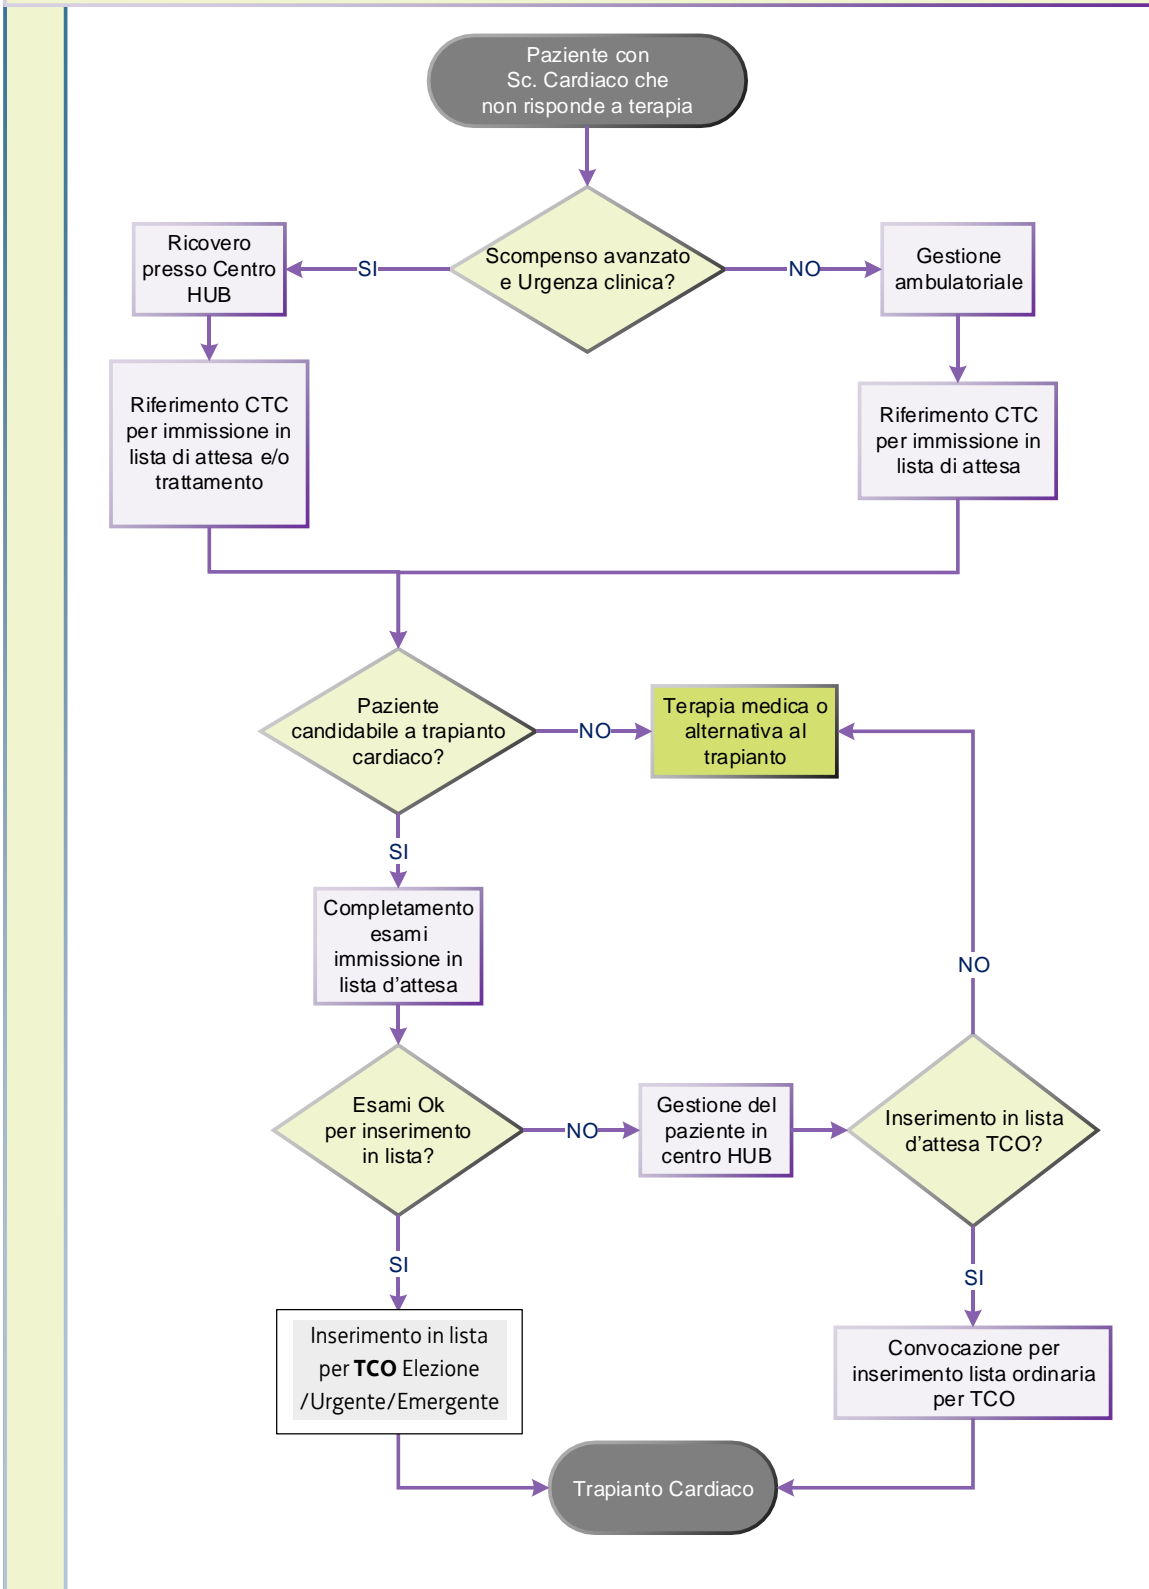 Paziente con
Sc. Cardiaco che
non risponde a terapia
Scompenso avanzato
e Urgenza clinica?
SI
NO
Ricovero
presso Centro
HUB
Gestione
ambulatoriale
Riferimento CTC
per immissione in
lista di attesa e/o
trattamento
Riferimento CTC
per immissione in
lista di attesa
Paziente
candidabile a trapianto
cardiaco?
NO
Terapia medica o
alternativa al
trapianto
SI
Completamento
esami
immissione in
lista d'attesa
NO
Esami Ok
per inserimento
in lista?
NO
Gestione del
paziente in
centro HUB
Inserimento in lista
d'attesa TCO?
SI
SI
Inserimento in lista
per TCO Elezione
/Urgente/Emergente
Convocazione per
inserimento lista ordinaria
per TCO
Trapianto Cardiaco